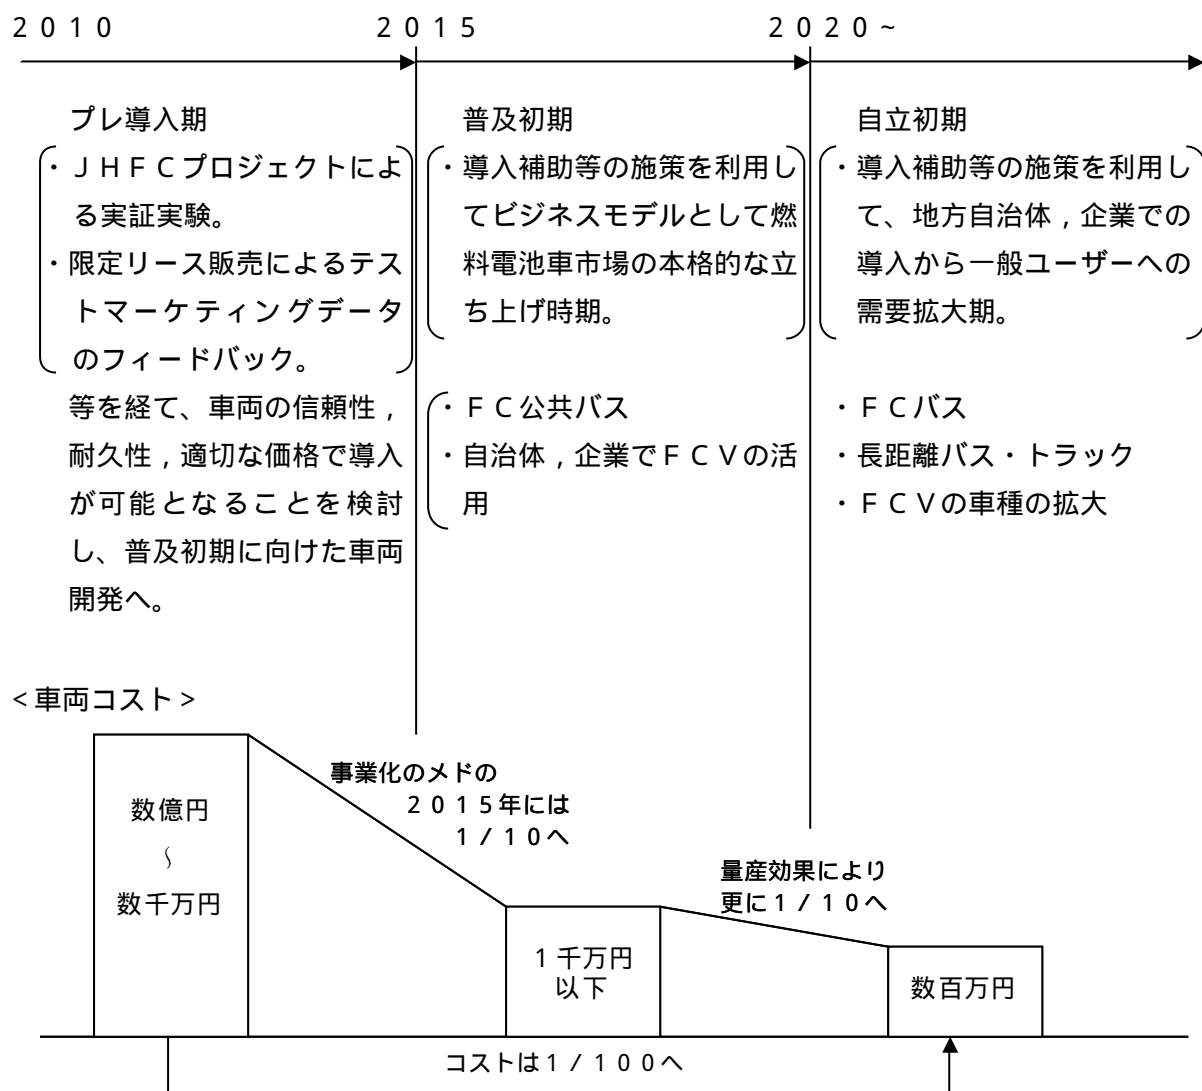 ２０１０
２０１５
２０２０~
プレ導入期
・ＪＨＦＣプロジェクトによ
る実証実験。
・限定リース販売によるテス
トマーケティングデータ
のフィードバック。
等を経て、車両の信頼性，
耐久性，適切な価格で導入
が可能となることを検討
し、普及初期に向けた車両
開発へ。
普及初期
・導入補助等の施策を利用し
てビジネスモデルとして燃
料電池車市場の本格的な立
ち上げ時期。
・ＦＣ公共バス
・自治体，企業でＦＣＶの活
用
自立初期
・導入補助等の施策を利用し
て、地方自治体，企業での
導入から一般ユーザーへの
需要拡大期。
・ＦＣバス
・長距離バス・トラック
・ＦＣＶの車種の拡大
<車両コスト>
数億円
～
数千万円
事業化のメドの
２０１５年には
１/１０へ
１千万円
以下
量産効果により
更に１/１０へ
数百万円
コストは１/１００へ